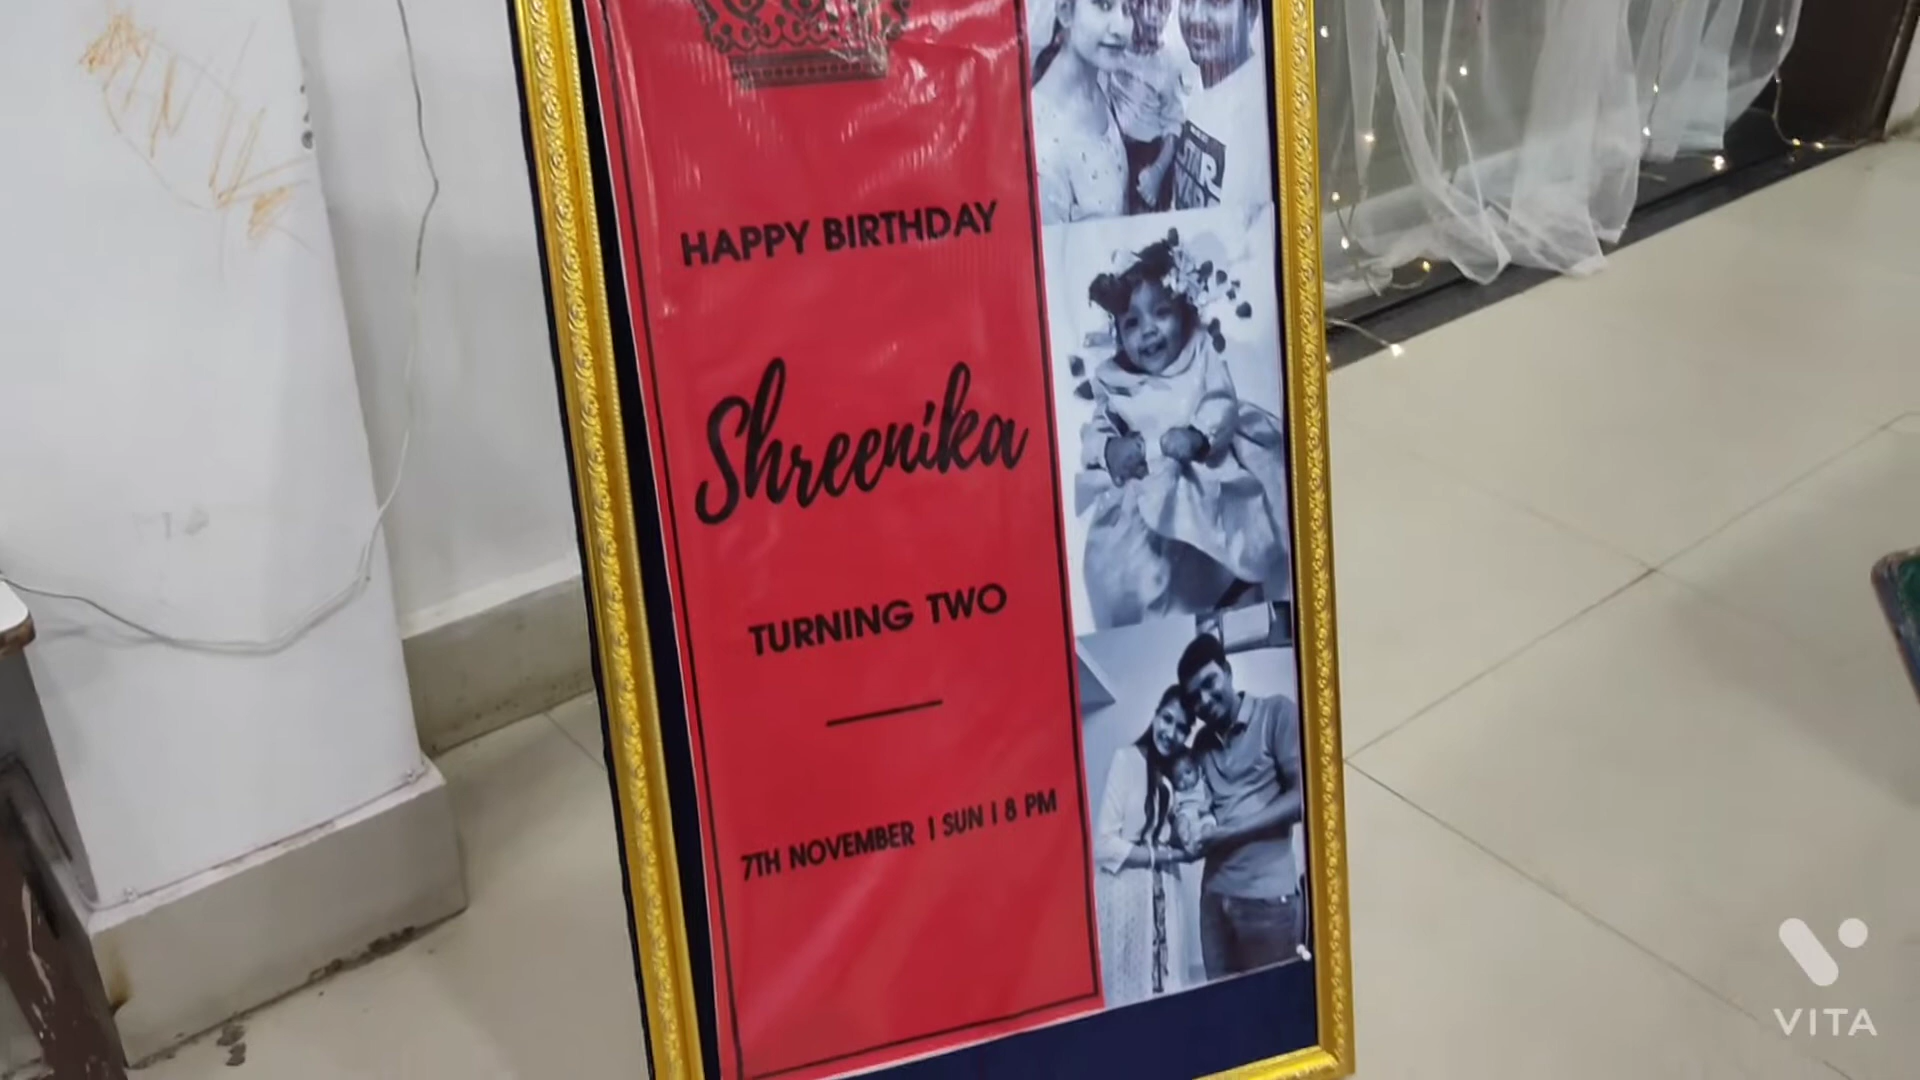 HAPPY BIRTHDAY
Shreenika
TURNING TWO
7TH NOVEMBER | SUN | 8 PM
VITA